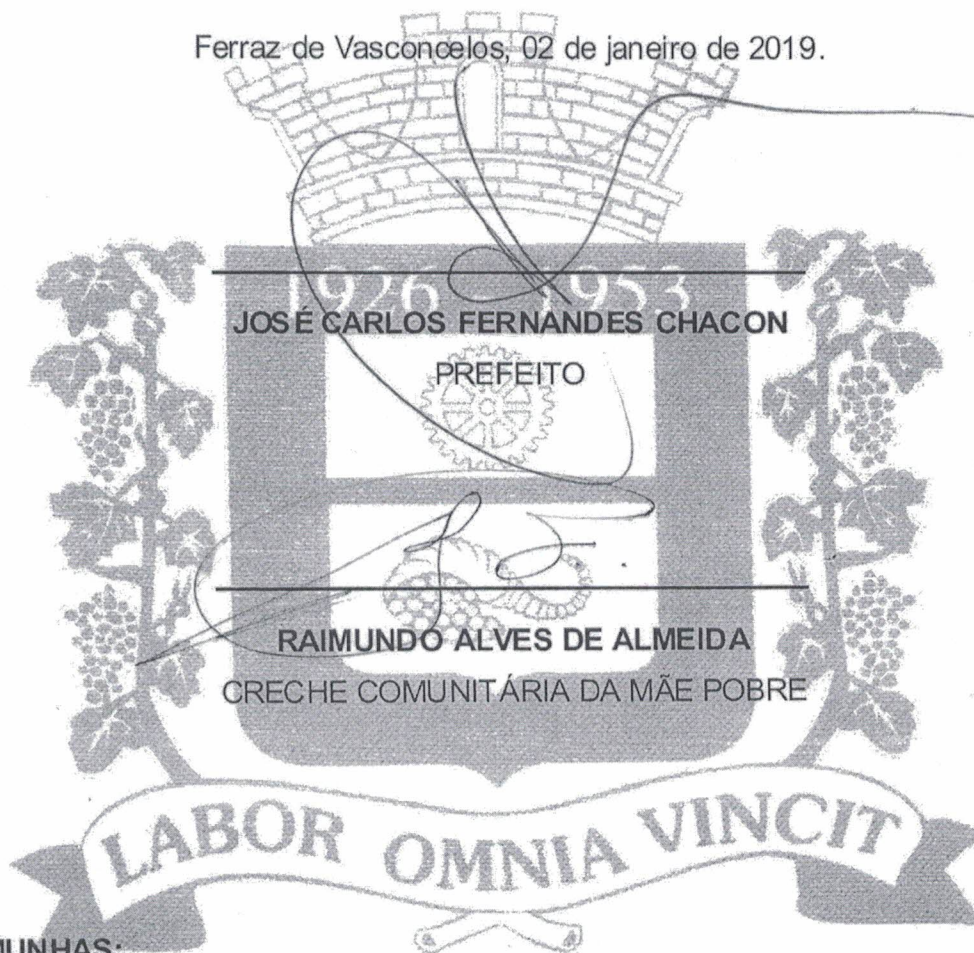 Ferraz de Vasconcelos, 02 de janeiro de 2019.
1926 - 1953
JOSÉ CARLOS FERNANDES CHACON
PREFEITO
RAIMUNDO ALVES DE ALMEIDA
CRECHE COMUNITÁRIA DA MÃE POBRE
LABOR OMNIA VINCIT
MUNHAS: